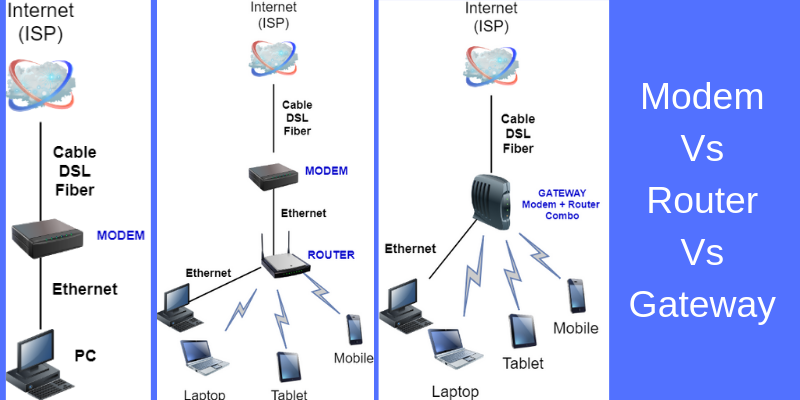 Internet
(ISP)
Cable
DSL
Fiber
MODEM
Ethernet
PC
Internet
(ISP)
Cable
DSL
Fiber
MODEM
Ethernet
ROUTER
Ethernet
Mobile
Laptop
Tablet
Internet
(ISP)
Cable
DSL
Fiber
GATEWAY
Modem + Router
Combo
Ethernet
Mobile
Tablet
Laptop
Modem
Vs
Router
Vs
Gateway